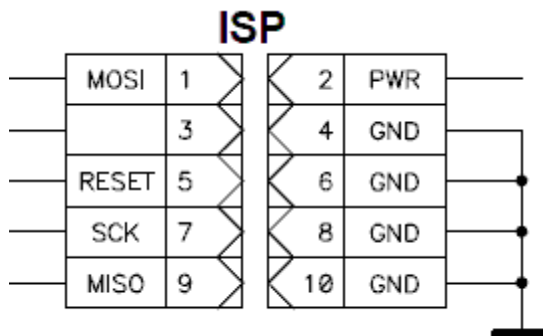 ISP
MOSI 1 2 PWR
3 4 GND
RESET 5 6 GND
SCK 7 8 GND
MISO 9 10 GND